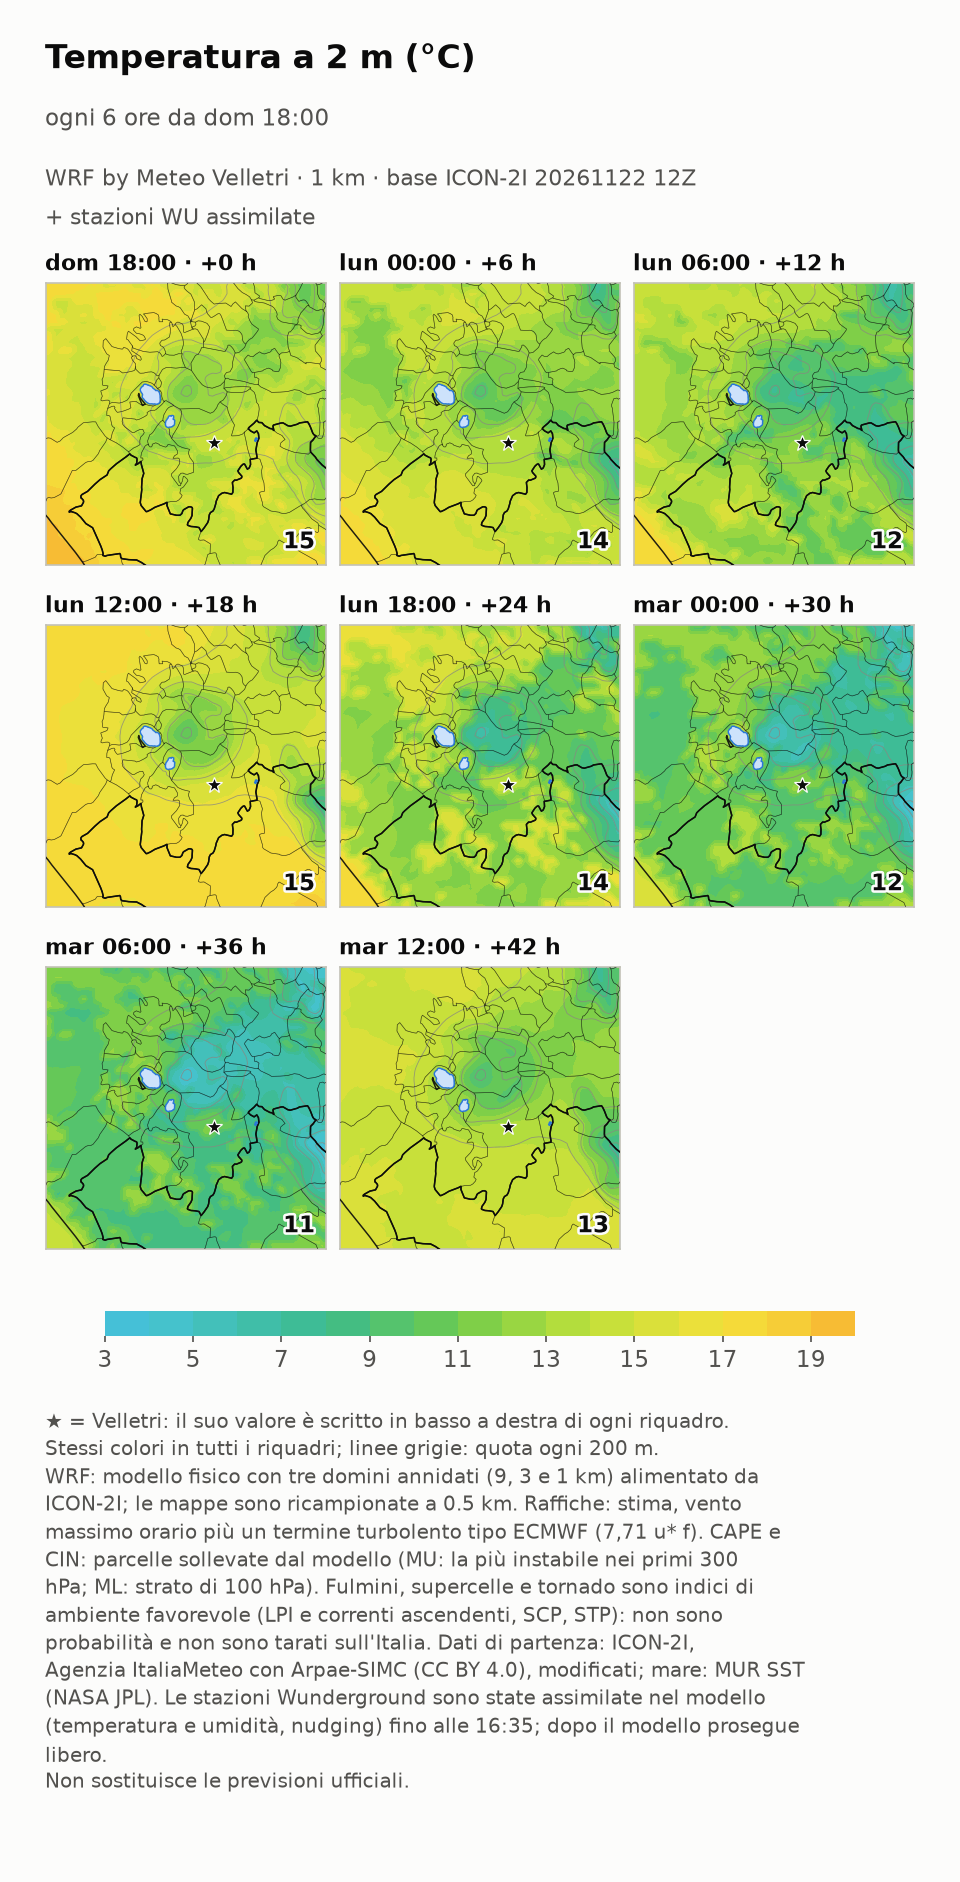 Temperatura a 2 m (°C)
ogni 6 ore da dom 18:00
WRF by Meteo Velletri · 1 km · base ICON-2I 20261122 12Z
+ stazioni WU assimilate
dom 18:00 · +0 h
lun 00:00 · +6 h
lun 06:00 · +12 h
15
14
12
lun 12:00 · +18 h
lun 18:00 · +24 h
mar 00:00 · +30 h
15
14
12
mar 06:00 · +36 h
mar 12:00 · +42 h
11
13
3 5 7 9 11 13 15 17 19
★ = Velletri: il suo valore è scritto in basso a destra di ogni riquadro.
Stessi colori in tutti i riquadri; linee grigie: quota ogni 200 m.
WRF: modello fisico con tre domini annidati (9, 3 e 1 km) alimentato da
ICON-2I; le mappe sono ricampionate a 0.5 km. Raffiche: stima, vento
massimo orario più un termine turbolento tipo ECMWF (7,71 u* f). CAPE e
CIN: parcelle sollevate dal modello (MU: la più instabile nei primi 300
hPa; ML: strato di 100 hPa). Fulmini, supercelle e tornado sono indici di
ambiente favorevole (LPI e correnti ascendenti, SCP, STP): non sono
probabilità e non sono tarati sull'Italia. Dati di partenza: ICON-2I,
Agenzia ItaliaMeteo con Arpae-SIMC (CC BY 4.0), modificati; mare: MUR SST
(NASA JPL). Le stazioni Wunderground sono state assimilate nel modello
(temperatura e umidità, nudging) fino alle 16:35; dopo il modello prosegue
libero.
Non sostituisce le previsioni ufficiali.